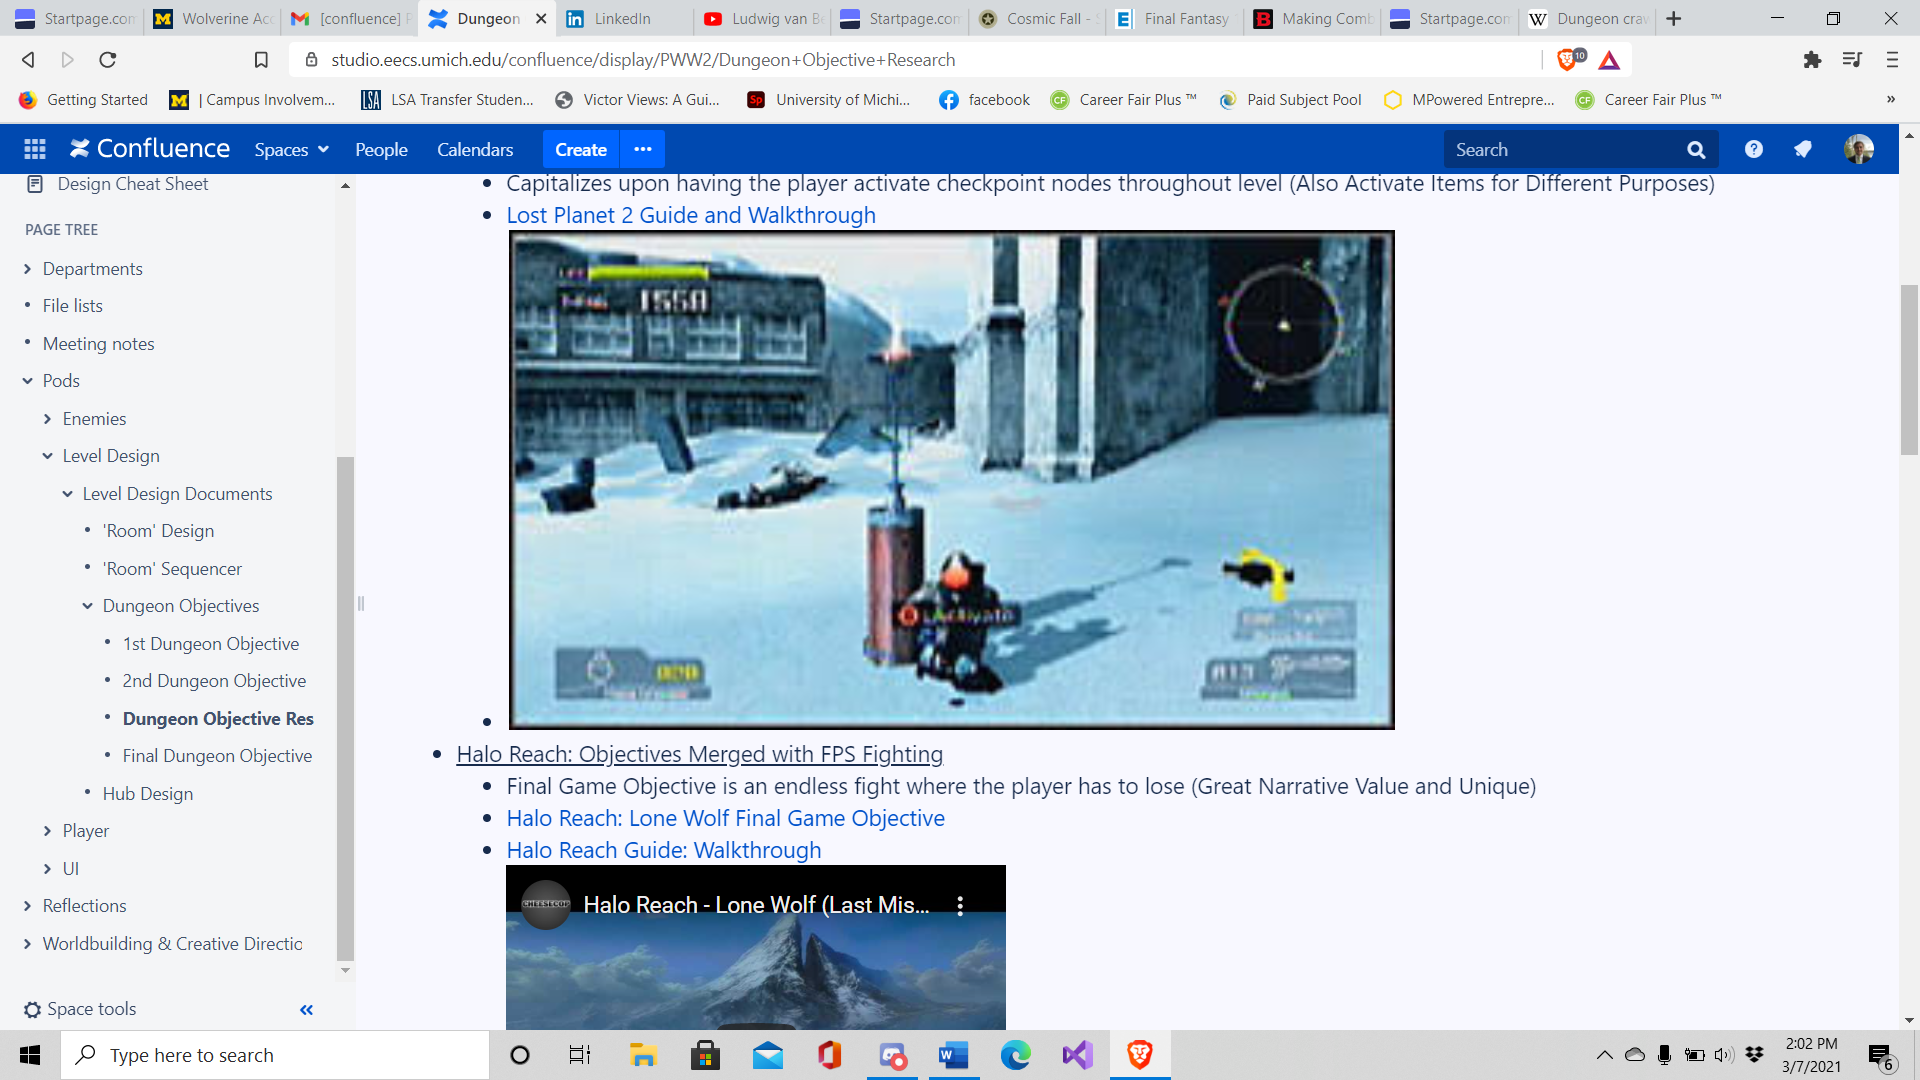 Startpage.com
Wolverine Acc
[confluence] P
Dungeon
LinkedIn
Ludwig van Be
Startpage.com
Cosmic Fall - S
Final Fantasy
Making Comb
Startpage.com
Dungeon craw
studio.eecs.umich.edu/confluence/display/PWW2/Dungeon+Objective+Research
10
Getting Started
| Campus Involvem...
LSA Transfer Studen...
Victor Views: A Gui...
University of Michi...
facebook
Career Fair Plus ™
Paid Subject Pool
MPowered Entrepre...
Career Fair Plus ™
»
Confluence
Spaces
People
Calendars
Create
Search
Design Cheat Sheet
PAGE TREE
Departments
File lists
Meeting notes
Pods
Enemies
Level Design
Level Design Documents
'Room' Design
'Room' Sequencer
Dungeon Objectives
1st Dungeon Objective
2nd Dungeon Objective
Dungeon Objective Res
Final Dungeon Objective
Hub Design
Player
UI
Reflections
Worldbuilding & Creative Directio
Space tools
Capitalizes upon having the player activate checkpoint nodes throughout level (Also Activate Items for Different Purposes)
Lost Planet 2 Guide and Walkthrough
1550
Activate
Halo Reach: Objectives Merged with FPS Fighting
Final Game Objective is an endless fight where the player has to lose (Great Narrative Value and Unique)
Halo Reach: Lone Wolf Final Game Objective
Halo Reach Guide: Walkthrough
CHEESECOP
Halo Reach - Lone Wolf (Last Mis...
Type here to search
2:02 PM
3/7/2021
6